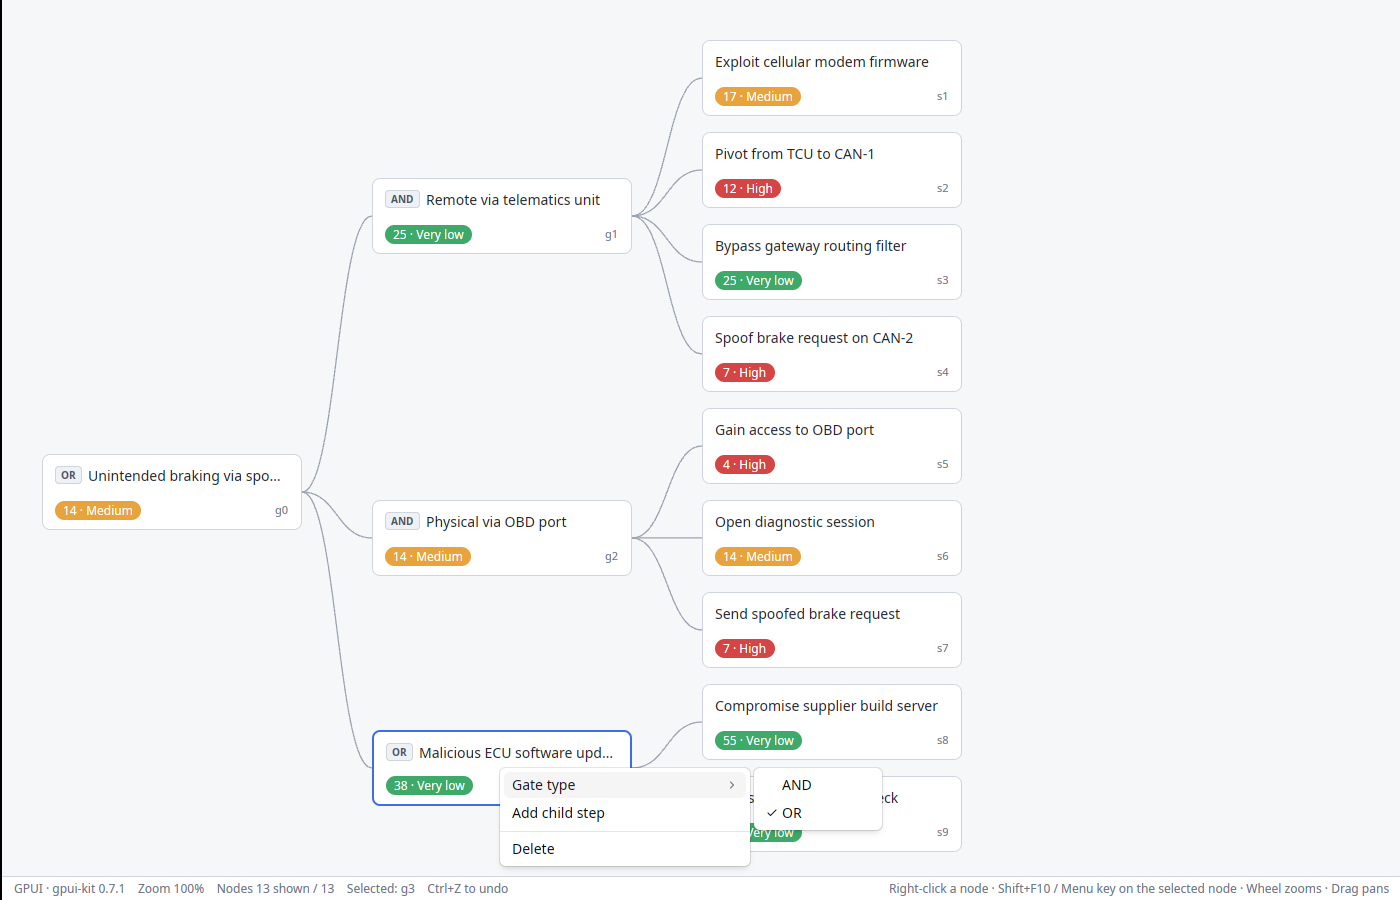 Exploit cellular modem firmware
17 · Medium s1
Pivot from TCU to CAN-1
12 · High s2
AND Remote via telematics unit
25 · Very low g1
Bypass gateway routing filter
25 · Very low s3
Spoof brake request on CAN-2
7 · High s4
Gain access to OBD port
4 · High s5
OR Unintended braking via spo...
14 · Medium g0
AND Physical via OBD port
14 · Medium g2
Open diagnostic session
14 · Medium s6
Send spoofed brake request
7 · High s7
Compromise supplier build server
55 · Very low s8
OR Malicious ECU software upd...
38 · Very low
Gate type
Add child step
Delete
AND
OR
Very low s9
GPUI · gpui-kit 0.7.1 Zoom 100% Nodes 13 shown / 13 Selected: g3 Ctrl+Z to undo
Right-click a node · Shift+F10 / Menu key on the selected node · Wheel zooms · Drag pans